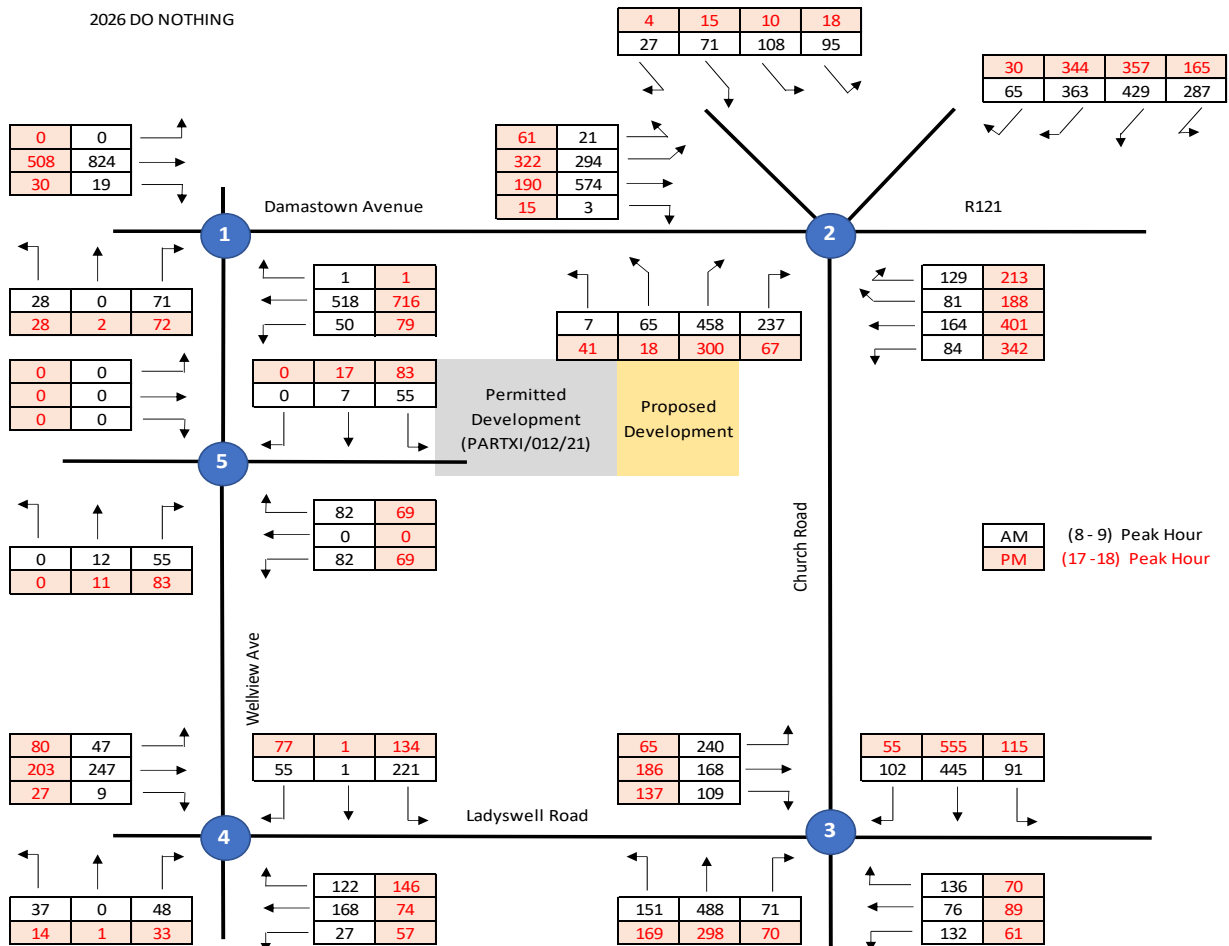 2026 DO NOTHING
4 15 10 18
27 71 108 95
30 344 357 165
65 363 429 287
0 0
508 824
30 19
61 21
322 294
190 574
15 3
Damastown Avenue
R121
1
2
28 0 71
28 2 72
1 1
518 716
50 79
7 65 458 237
41 18 300 67
129 213
81 188
164 401
84 342
0 0
0 0
0 0
0 17 83
0 7 55
Permitted
Development
(PARTXI/012/21)
Proposed
Development
5
0 12 55
0 11 83
82 69
0 0
82 69
Church Road
AM (8 - 9) Peak Hour
PM (17 -18) Peak Hour
Wellview Ave
80 47
203 247
27 9
77 1 134
55 1 221
65 240
186 168
137 109
55 555 115
102 445 91
Ladyswell Road
4
3
37 0 48
14 1 33
122 146
168 74
27 57
151 488 71
169 298 70
136 70
76 89
132 61